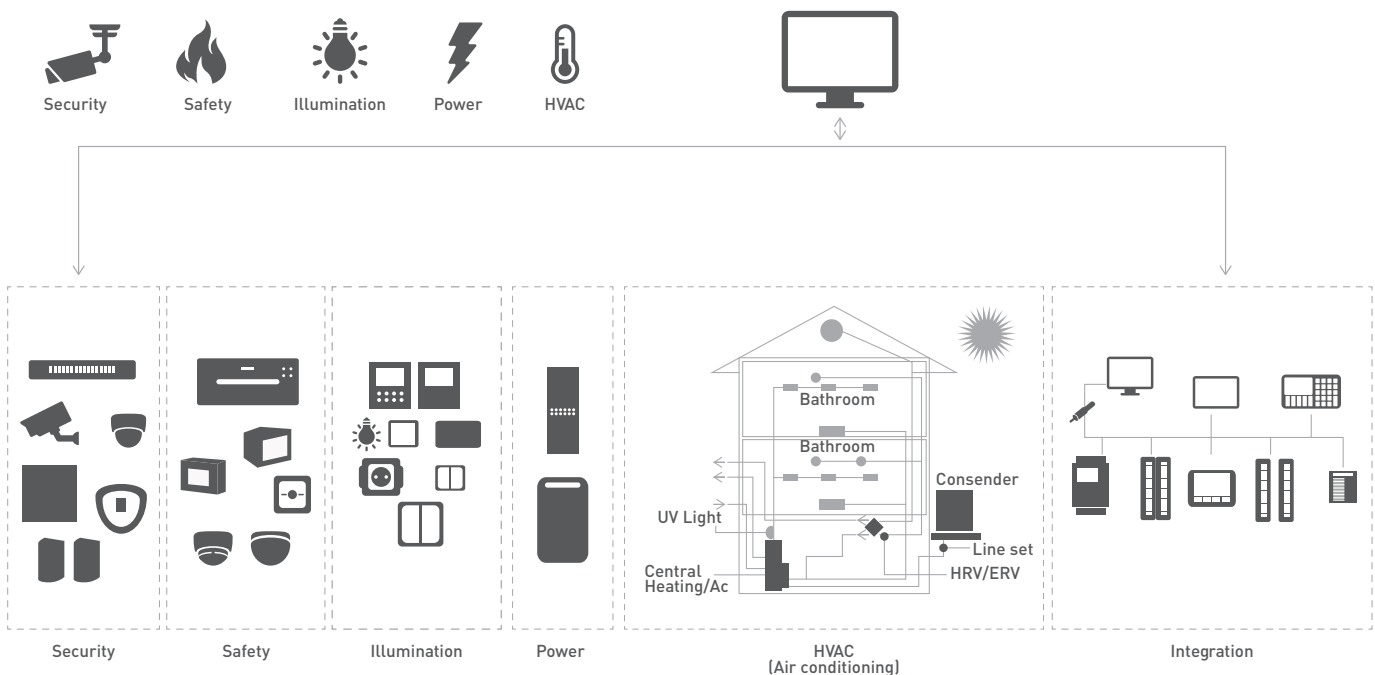 Security
Safety
Illumination
Power
HVAC
Bathroom
Bathroom
Consender
UV Light
Line set
Central
Heating/Ac
HRV/ERV
Security
Safety
Illumination
Power
HVAC
(Air conditioning)
Integration